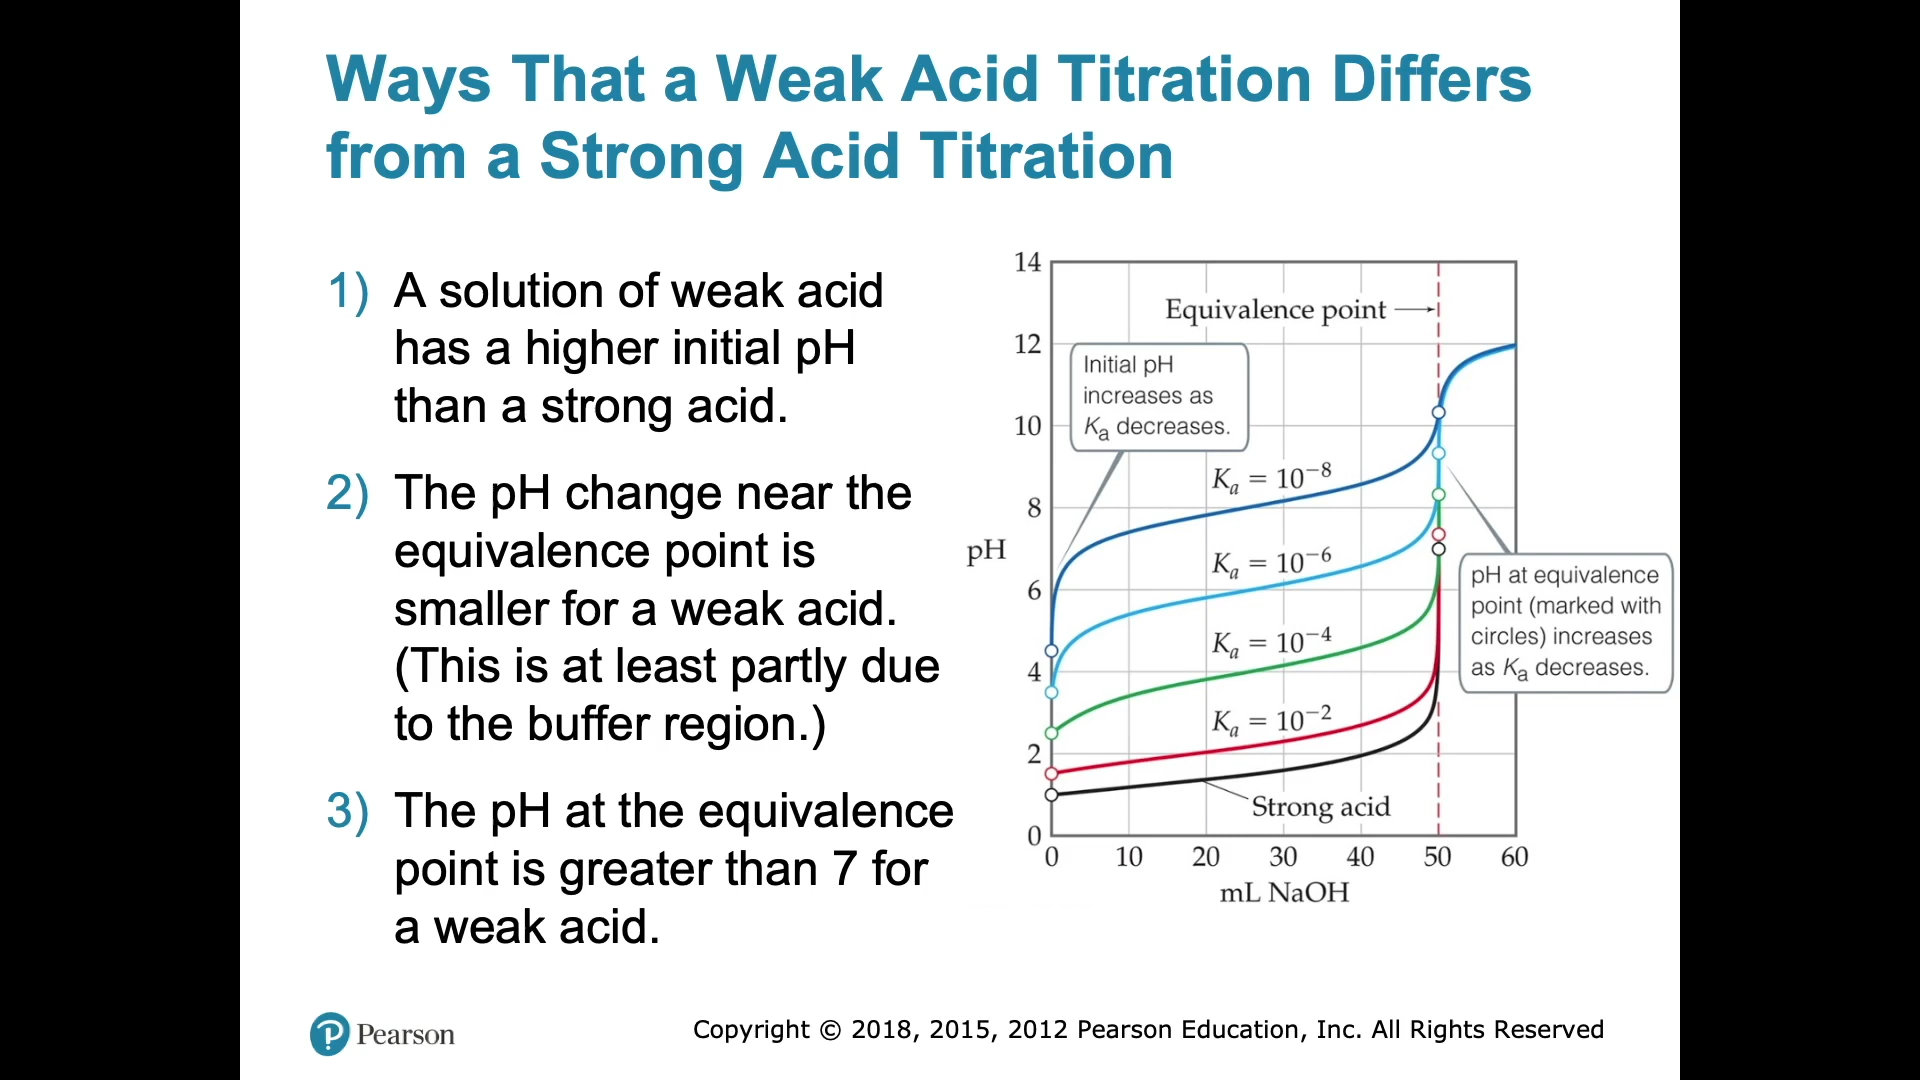 Ways That a Weak Acid Titration Differs
from a Strong Acid Titration
1) A solution of weak acid
has a higher initial pH
than a strong acid.
2) The pH change near the
equivalence point is
smaller for a weak acid.
(This is at least partly due
to the buffer region.)
3) The pH at the equivalence
point is greater than 7 for
a weak acid.
14
Equivalence point
12
Initial pH
increases as
Ka decreases.
10
Ka = 10−8
8
pH
Ka = 10−6
6
pH at equivalence
point (marked with
circles) increases
as Ka decreases.
Ka = 10−4
4
Ka = 10−2
2
Strong acid
0
0 10 20 30 40 50 60
mL NaOH
Pearson
Copyright © 2018, 2015, 2012 Pearson Education, Inc. All Rights Reserved